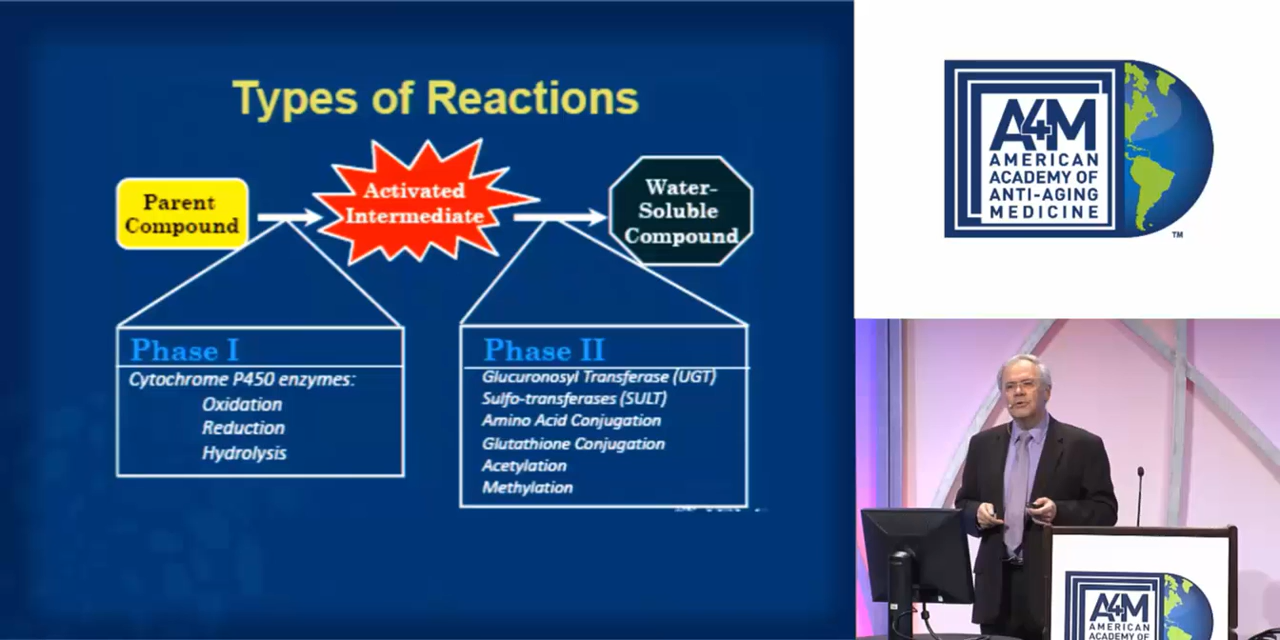 Types of Reactions
Parent
Compound
Activated
Intermediate
Water-
Soluble
Compound
Phase I
Cytochrome P450 enzymes:
Oxidation
Reduction
Hydrolysis
Phase II
Glucuronosyl Transferase (UGT)
Sulfo-transferases (SULT)
Amino Acid Conjugation
Glutathione Conjugation
Acetylation
Methylation
A4M
AMERICAN
ACADEMY OF
ANTI-AGING
MEDICINE
TM
A4M
AMERICAN
ACADEMY OF